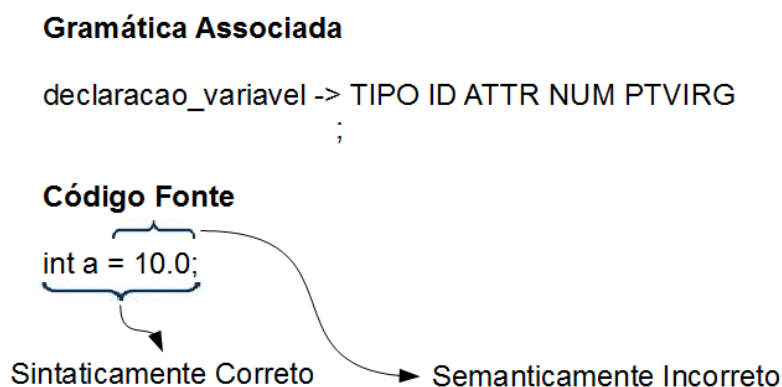 Gramática Associada
declaracao_variavel -> TIPO ID ATTR NUM PTVIRG
;
Código Fonte
int a = 10.0;
Sintaticamente Correto
Semanticamente Incorreto